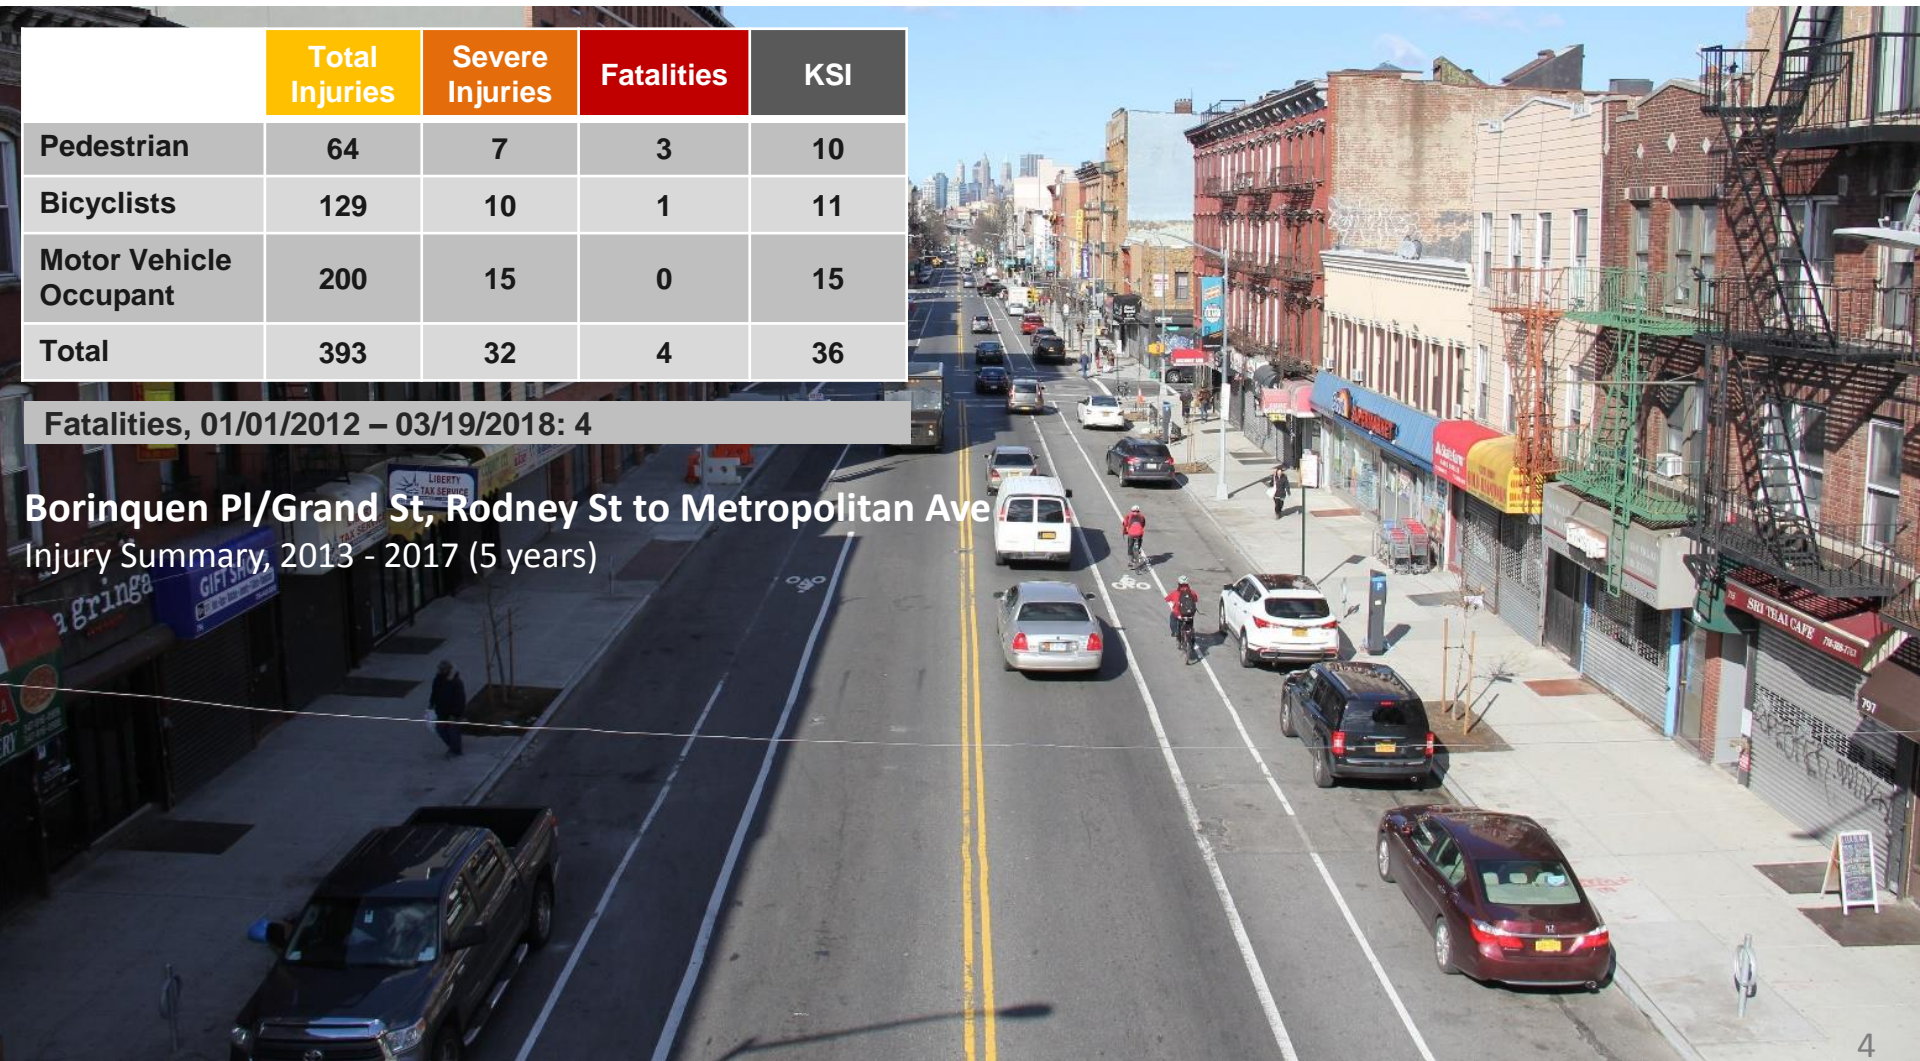 Total Injuries Severe Injuries Fatalities KSI
Pedestrian 64 7 3 10
Bicyclists 129 10 1 11
Motor Vehicle Occupant 200 15 0 15
Total 393 32 4 36
Fatalities, 01/01/2012 – 03/19/2018: 4
Borinquen Pl/Grand St, Rodney St to Metropolitan Ave
Injury Summary, 2013 - 2017 (5 years)
LIBERTY
TAX SERVICE
a gringa
GIFT SHO
SUPERMARKET
SRI THAI CAFE
797
4